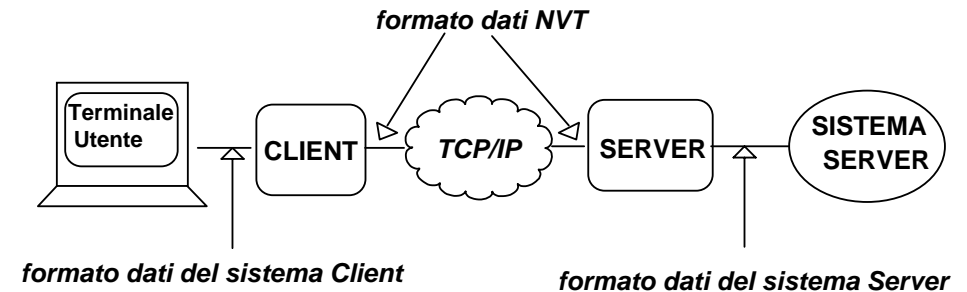 formato dati NVT
Terminale
Utente
CLIENT
TCP/IP
SERVER
SISTEMA
SERVER
formato dati del sistema Client
formato dati del sistema Server